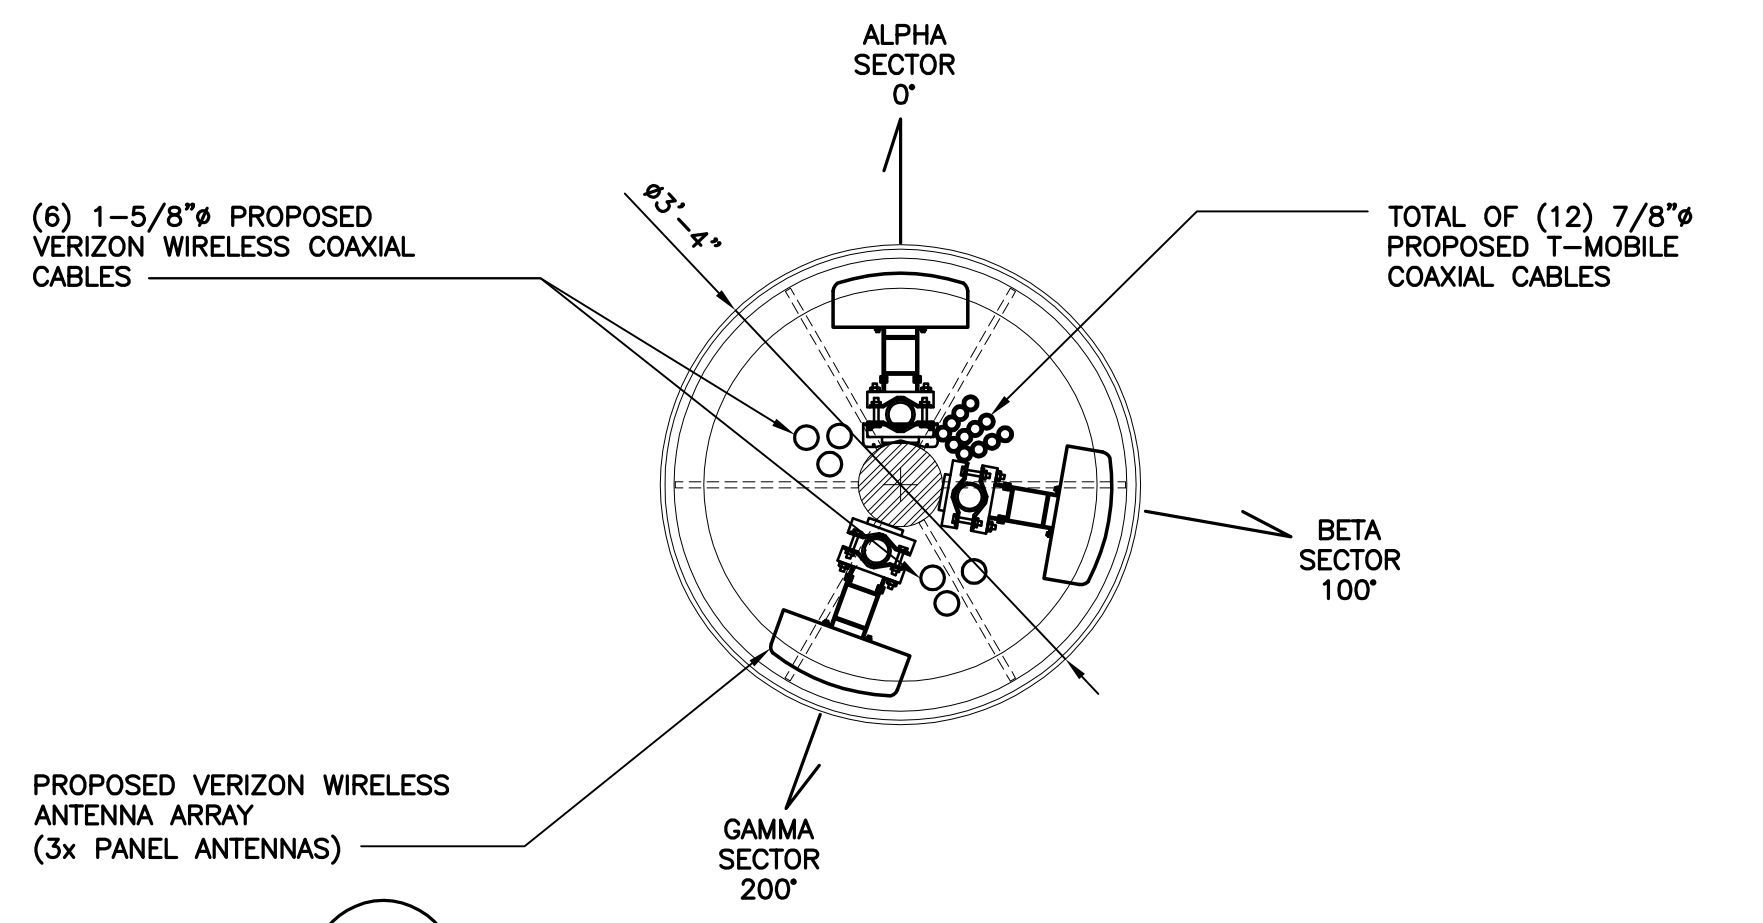 ALPHA
SECTOR
0°
ø3'-4"
(6) 1-5/8"ø PROPOSED
VERIZON WIRELESS COAXIAL
CABLES
TOTAL OF (12) 7/8"ø
PROPOSED T-MOBILE
COAXIAL CABLES
BETA
SECTOR
100°
PROPOSED VERIZON WIRELESS
ANTENNA ARRAY
(3x PANEL ANTENNAS)
GAMMA
SECTOR
200°